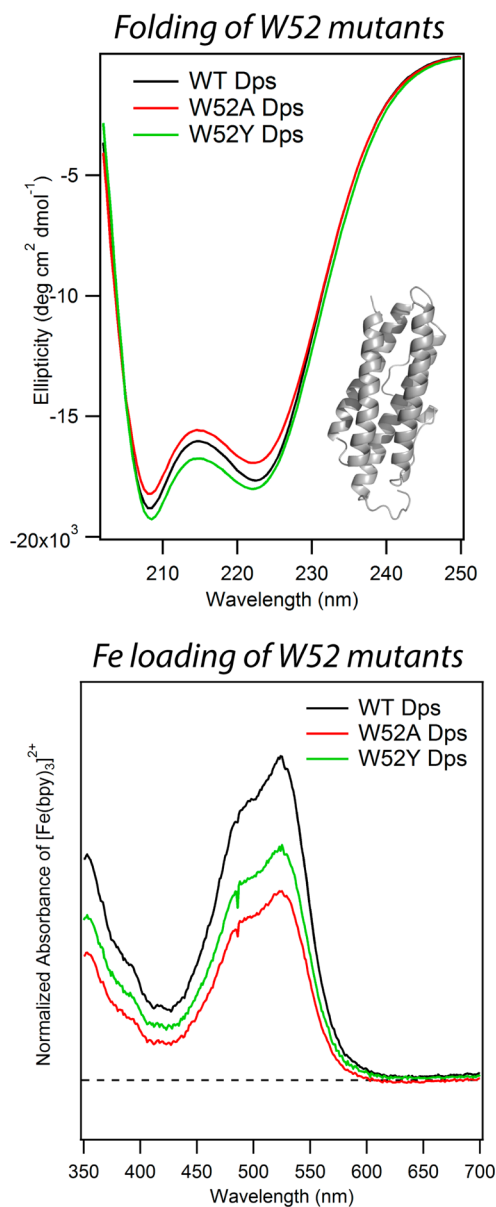 Folding of W52 mutants
WT Dps
W52A Dps
W52Y Dps
Ellipticity (deg cm² dmol⁻¹)
-5
-10
-15
-20x10³
210 220 230 240 250
Wavelength (nm)
Fe loading of W52 mutants
WT Dps
W52A Dps
W52Y Dps
Normalized Absorbance of [Fe(bpy)₃]²⁺
350 400 450 500 550 600 650 700
Wavelength (nm)